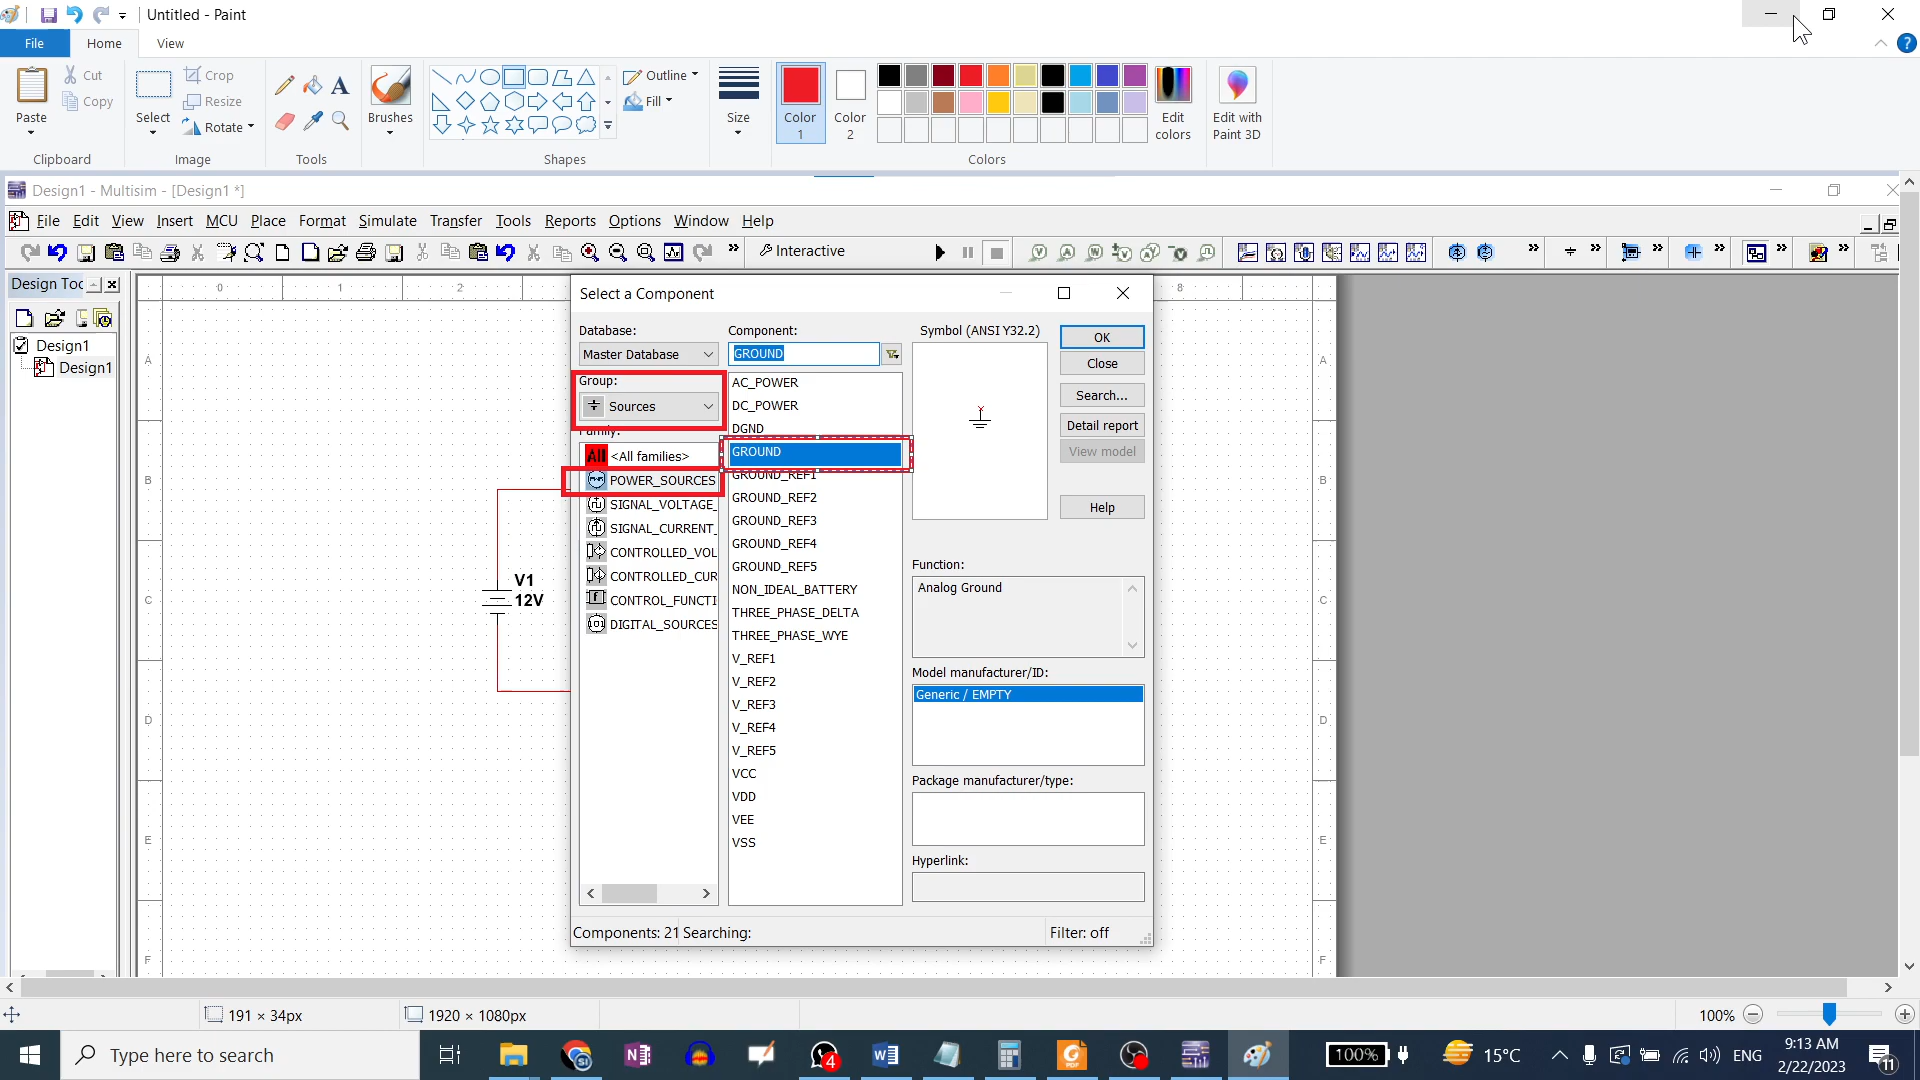 Untitled - Paint
File Home View
Paste
Cut
Copy
Clipboard
Select
Crop
Resize
Rotate
Image
Tools
Brushes
Outline
Fill
Shapes
Size
Color 1
Color 2
Edit colors
Colors
Edit with Paint 3D
Design1 - Multisim - [Design1 *]
File Edit View Insert MCU Place Format Simulate Transfer Tools Reports Options Window Help
Interactive
Design Toc
Design1
Design1
0 1 2 8
A
B
C
D
E
F
V1
12V
Select a Component
Database:
Master Database
Group:
Sources
Family:
All <All families>
POWER_SOURCES
SIGNAL_VOLTAGE_
SIGNAL_CURRENT_
CONTROLLED_VOL
CONTROLLED_CUR
CONTROL_FUNCTI
DIGITAL_SOURCES
Component:
GROUND
AC_POWER
DC_POWER
DGND
GROUND
GROUND_REF1
GROUND_REF2
GROUND_REF3
GROUND_REF4
GROUND_REF5
NON_IDEAL_BATTERY
THREE_PHASE_DELTA
THREE_PHASE_WYE
V_REF1
V_REF2
V_REF3
V_REF4
V_REF5
VCC
VDD
VEE
VSS
Symbol (ANSI Y32.2)
OK
Close
Search...
Detail report
View model
Help
Function:
Analog Ground
Model manufacturer/ID:
Generic / EMPTY
Package manufacturer/type:
Hyperlink:
Components: 21 Searching:
Filter: off
A
B
C
D
E
F
191 × 34px
1920 × 1080px
100%
Type here to search
4
100%
15°C
ENG
9:13 AM
2/22/2023
11